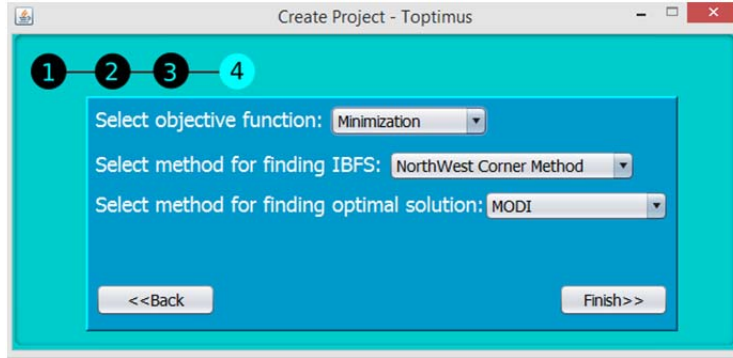 Create Project - Toptimus
1 2 3 4
Select objective function: Minimization
Select method for finding IBFS: NorthWest Corner Method
Select method for finding optimal solution: MODI
<<Back Finish>>